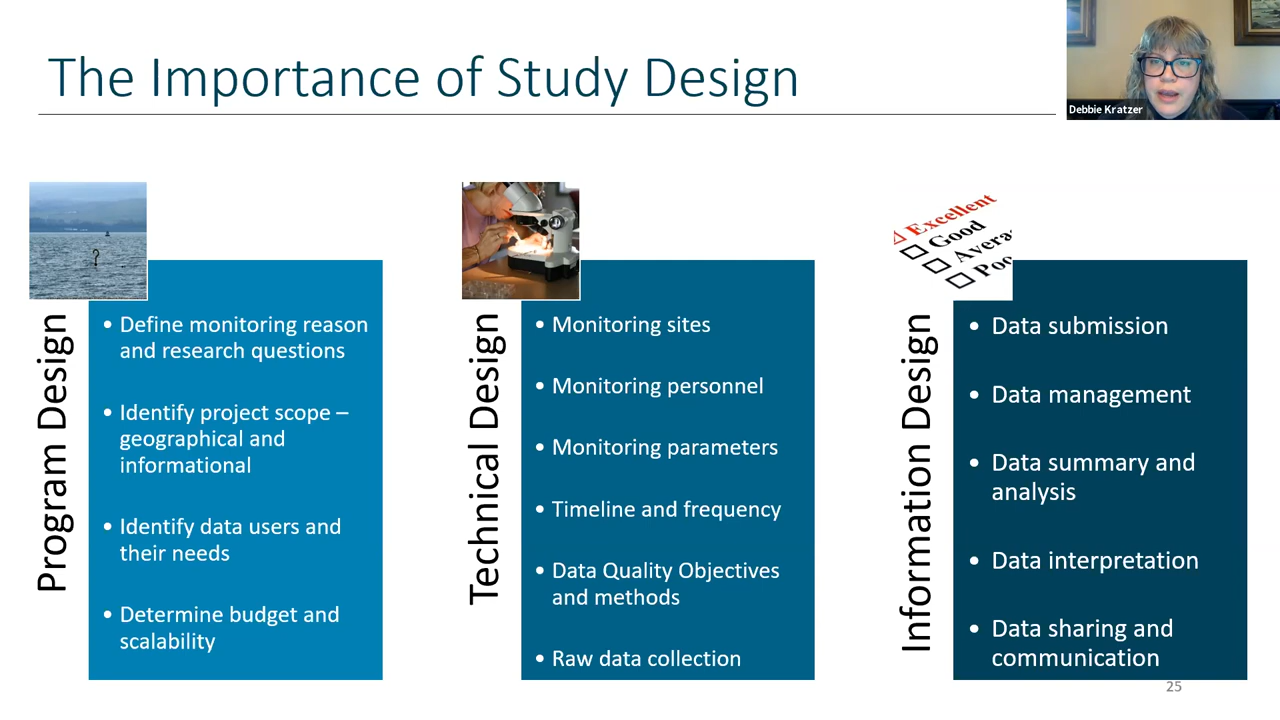 The Importance of Study Design
Debbie Kratzer
?
Program Design
• Define monitoring reason
and research questions
• Identify project scope –
geographical and
informational
• Identify data users and
their needs
• Determine budget and
scalability
Technical Design
• Monitoring sites
• Monitoring personnel
• Monitoring parameters
• Timeline and frequency
• Data Quality Objectives
and methods
• Raw data collection
Excellent
Good
Avera
Poo
Information Design
• Data submission
• Data management
• Data summary and
analysis
• Data interpretation
• Data sharing and
communication
25